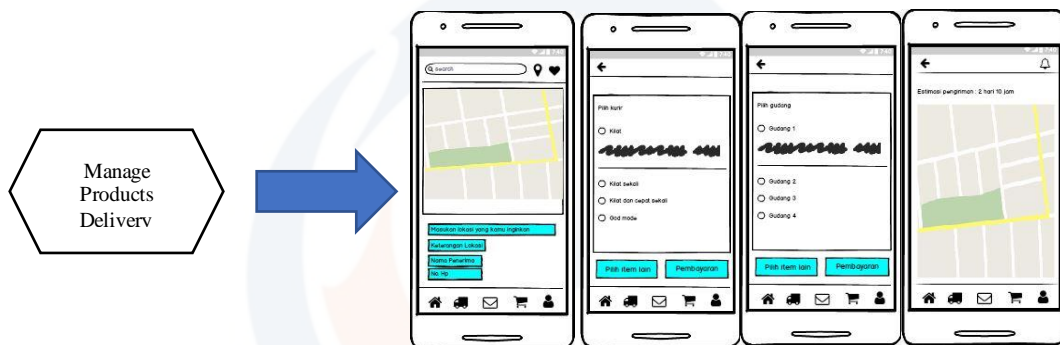 Manage
Products
Delivery
Search
Masukan lokasi yang kamu inginkan
Keterangan Lokasi
Nama Penerima
No Hp
Pilih kurir
Kilat
Kilat sekali
Kilat dan cepat sekali
God mode
Pilih item lain
Pembayaran
Pilih gudang
Gudang 1
Gudang 2
Gudang 3
Gudang 4
Pilih item lain
Pembayaran
Estimasi pengiriman : 2 hari 10 jam